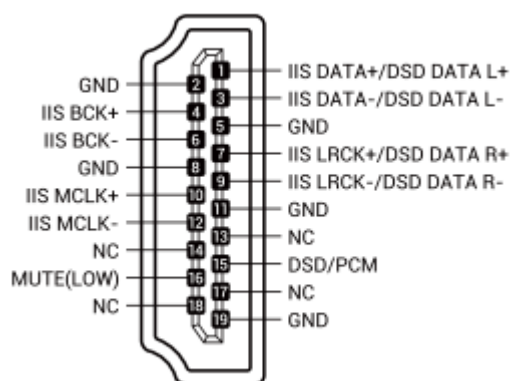 1 IIS DATA+/DSD DATA L+
GND 2
3 IIS DATA-/DSD DATA L-
IIS BCK+ 4
5 GND
IIS BCK- 6
7 IIS LRCK+/DSD DATA R+
GND 8
9 IIS LRCK-/DSD DATA R-
IIS MCLK+ 10
11 GND
IIS MCLK- 12
13 NC
NC 14
15 DSD/PCM
MUTE(LOW) 16
17 NC
NC 18
19 GND